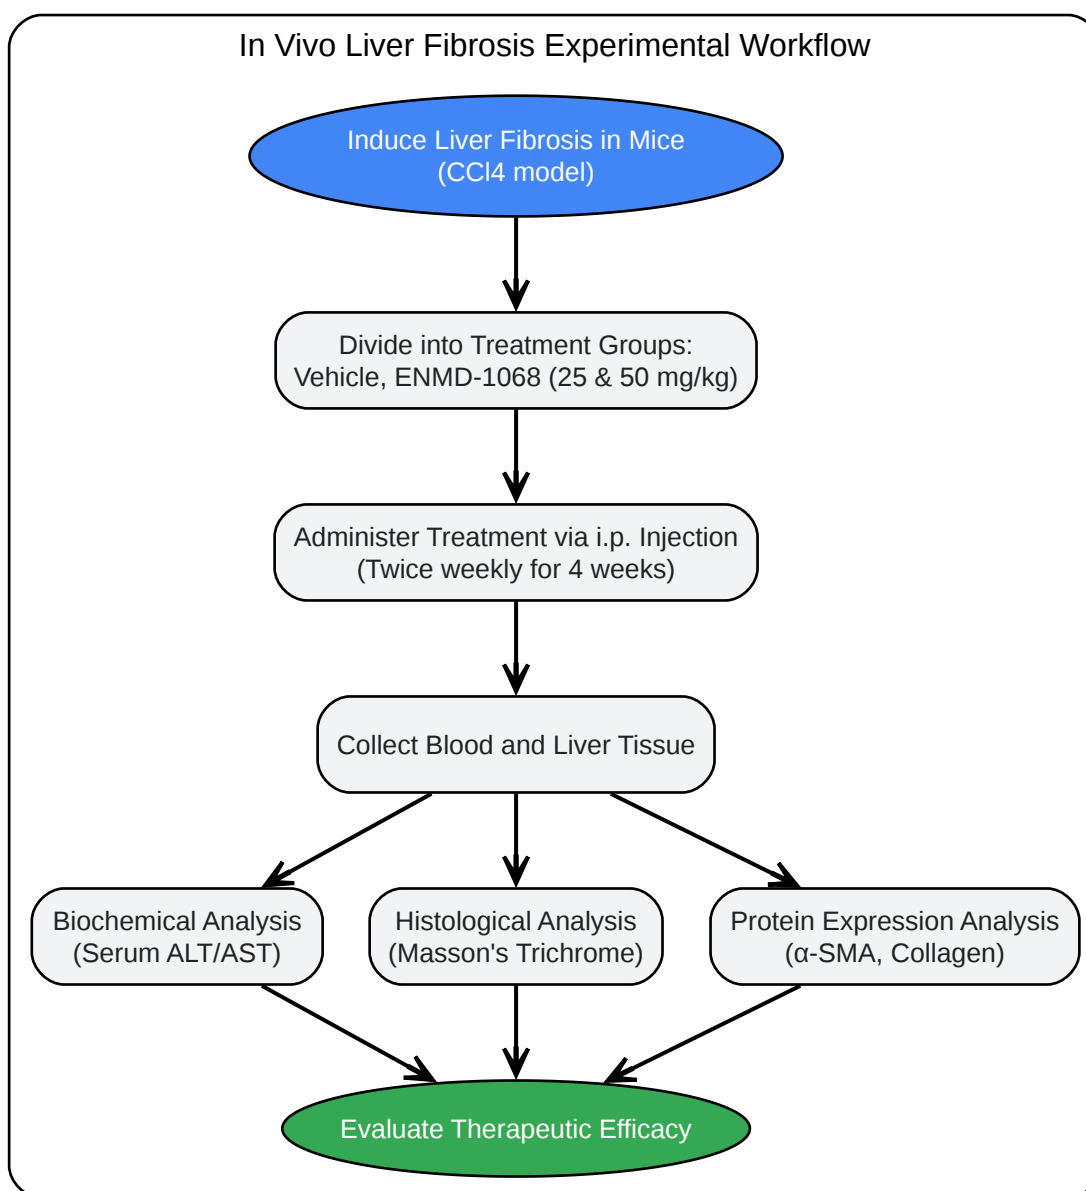 In Vivo Liver Fibrosis Experimental Workflow
Induce Liver Fibrosis in Mice
(CCl4 model)
Divide into Treatment Groups:
Vehicle, ENMD-1068 (25 & 50 mg/kg)
Administer Treatment via i.p. Injection
(Twice weekly for 4 weeks)
Collect Blood and Liver Tissue
Biochemical Analysis
(Serum ALT/AST)
Histological Analysis
(Masson's Trichrome)
Protein Expression Analysis
(α-SMA, Collagen)
Evaluate Therapeutic Efficacy